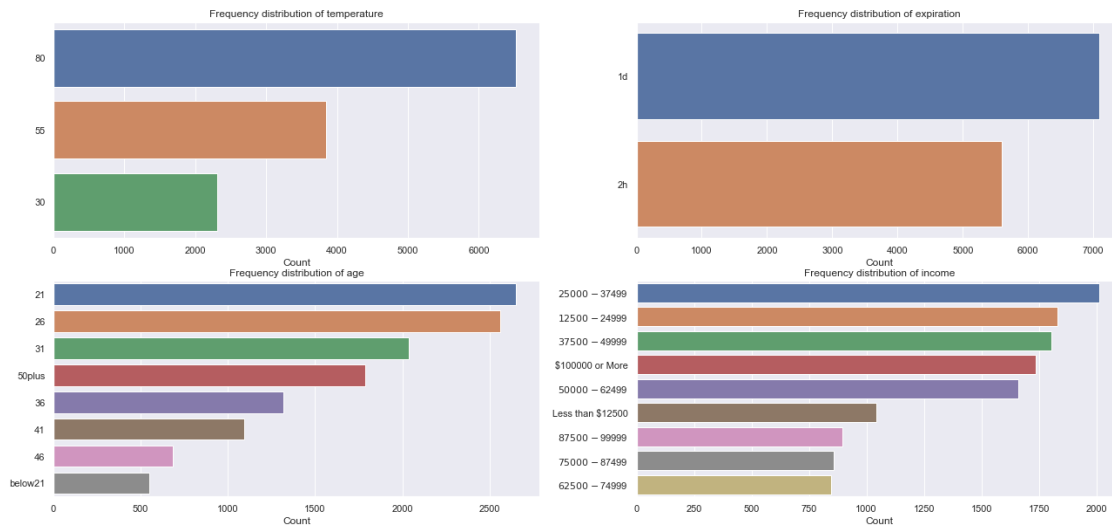 Frequency distribution of temperature
80
55
30
0 1000 2000 3000 4000 5000 6000
Count
Frequency distribution of expiration
1d
2h
0 1000 2000 3000 4000 5000 6000 7000
Count
Frequency distribution of age
21
26
31
50plus
36
41
46
below21
0 500 1000 1500 2000 2500
Count
Frequency distribution of income
25000 − 37499
12500 − 24999
37500 − 49999
$100000 or More
50000 − 62499
Less than $12500
87500 − 99999
75000 − 87499
62500 − 74999
0 250 500 750 1000 1250 1500 1750 2000
Count